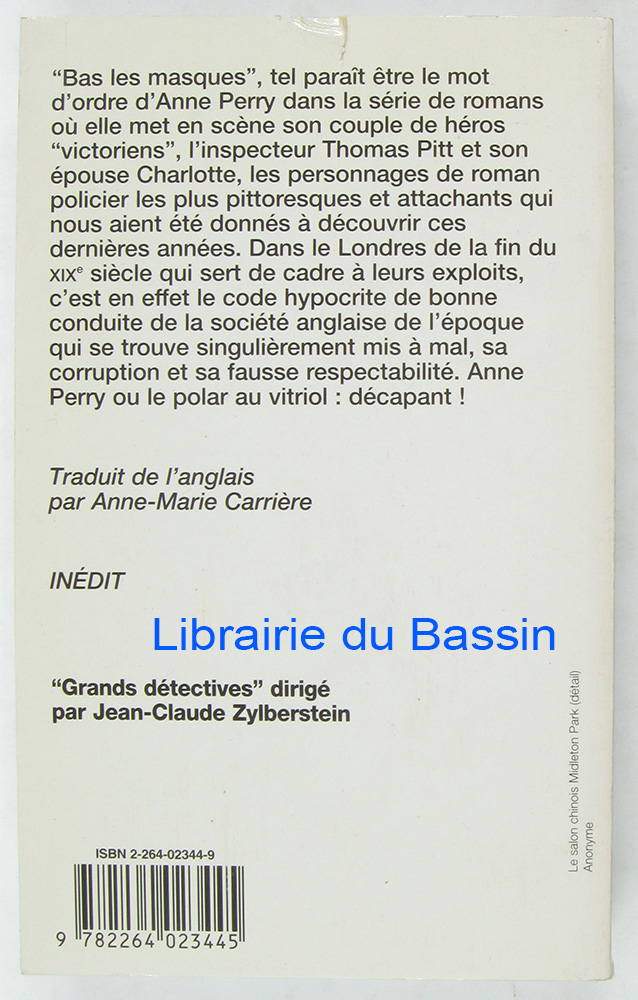 “Bas les masques”, tel paraît être le mot
d’ordre d’Anne Perry dans la série de romans
où elle met en scène son couple de héros
“victoriens”, l’inspecteur Thomas Pitt et son
épouse Charlotte, les personnages de roman
policier les plus pittoresques et attachants qui
nous aient été donnés à découvrir ces
dernières années. Dans le Londres de la fin du
XIXe siècle qui sert de cadre à leurs exploits,
c’est en effet le code hypocrite de bonne
conduite de la société anglaise de l’époque
qui se trouve singulièrement mis à mal, sa
corruption et sa fausse respectabilité. Anne
Perry ou le polar au vitriol : décapant !
Traduit de l’anglais
par Anne-Marie Carrière
INÉDIT
Librairie du Bassin
“Grands détectives” dirigé
par Jean-Claude Zylberstein
Le salon chinois Midleton Park (détail)
Anonyme
ISBN 2-264-02344-9
9 782264 023445